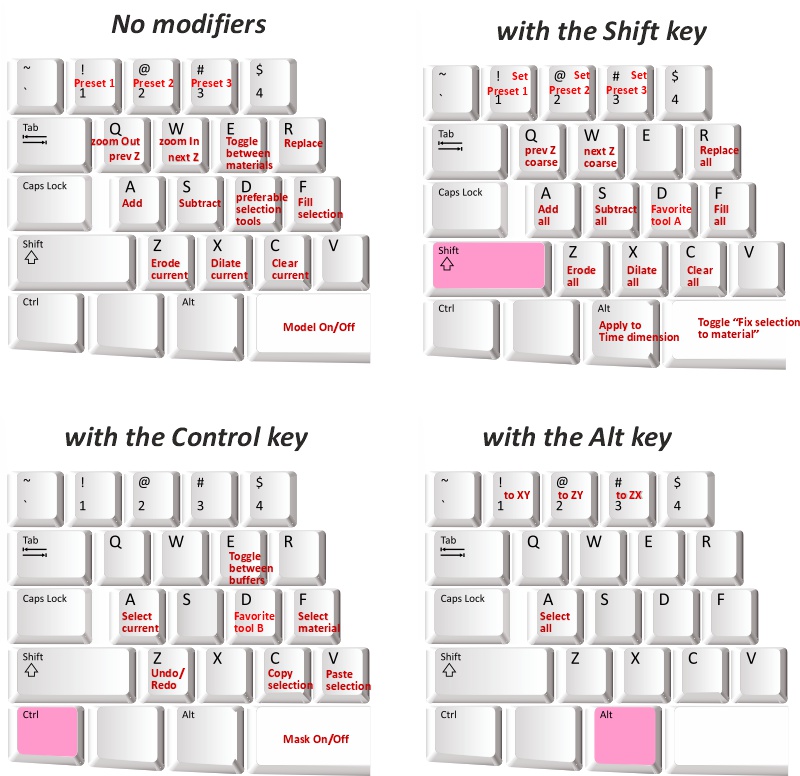 No modifiers
~ ! @ # $
Preset 1 Preset 2 Preset 3
` 1 2 3 4
Tab Q W E R
zoom Out zoom In Toggle Replace
prev Z next Z between
materials
Caps Lock A S D F
Add Subtract preferable Fill
selection selection
tools
Shift Z X C V
Erode Dilate Clear
current current current
Ctrl Alt
Model On/Off
with the Shift key
~ ! Set @ Set # Set $
Preset 1 Preset 2 Preset 3
` 1 2 3 4
Tab Q W E R
prev Z next Z Replace
coarse coarse all
Caps Lock A S D F
Add Subtract Favorite Fill
all all tool A all
Shift Z X C V
Erode Dilate Clear
all all all
Ctrl Alt
Apply to Toggle “Fix selection
Time dimension to material”
with the Control key
~ ! @ # $
` 1 2 3 4
Tab Q W E R
Toggle
between
buffers
Caps Lock A S D F
Select Favorite Select
current tool B material
Shift Z X C V
Undo/ Copy Paste
Redo selection selection
Ctrl Alt
Mask On/Off
with the Alt key
~ ! @ # $
to XY to ZY to ZX
` 1 2 3 4
Tab Q W E R
Caps Lock A S D F
Select
all
Shift Z X C V
Ctrl Alt